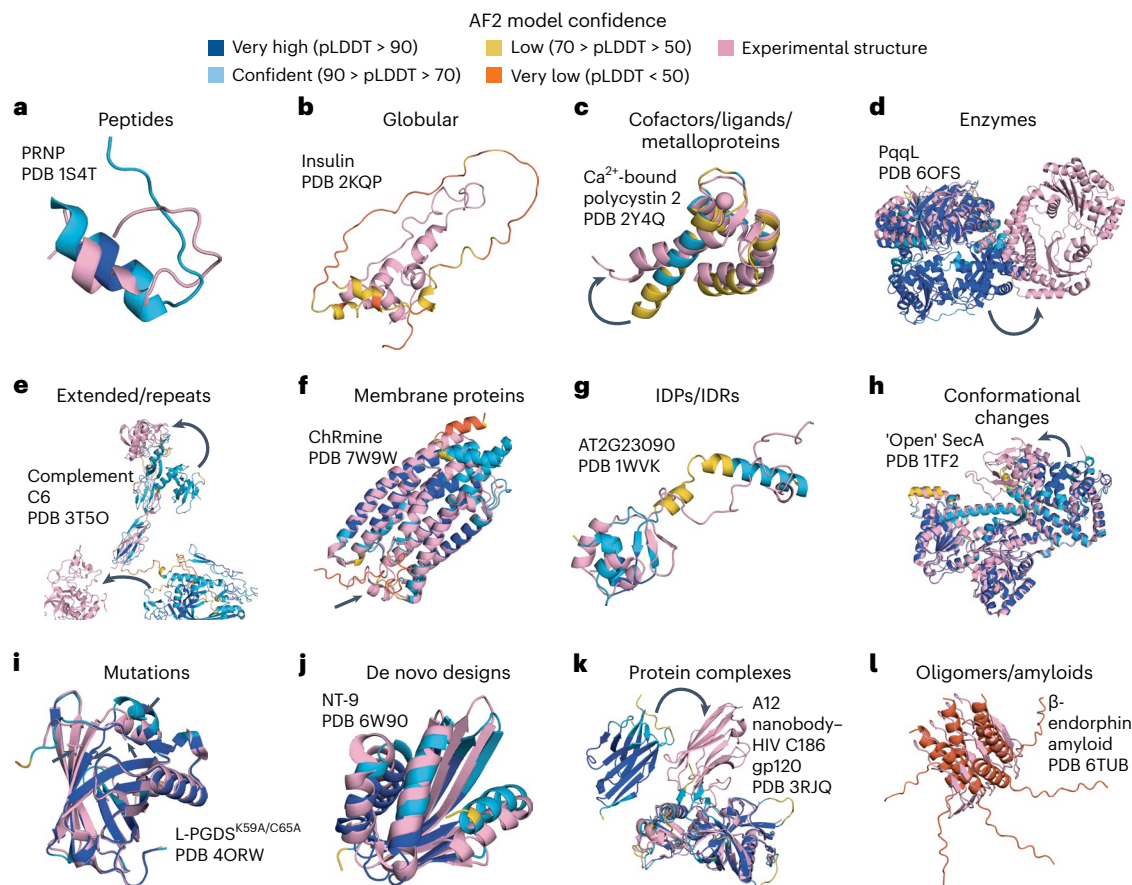 AF2 model confidence
Very high (pLDDT > 90)
Low (70 > pLDDT > 50)
Experimental structure
Confident (90 > pLDDT > 70)
Very low (pLDDT < 50)
a
Peptides
PRNP
PDB 1S4T
b
Globular
Insulin
PDB 2KQP
c
Cofactors/ligands/
metalloproteins
Ca²⁺-bound
polycystin 2
PDB 2Y4Q
d
Enzymes
PqqL
PDB 6OFS
e
Extended/repeats
Complement
C6
PDB 3T5O
f
Membrane proteins
ChRmine
PDB 7W9W
g
IDPs/IDRs
AT2G23090
PDB 1WVK
h
Conformational
changes
'Open' SecA
PDB 1TF2
i
Mutations
L-PGDSK59A/C65A
PDB 4ORW
j
De novo designs
NT-9
PDB 6W90
k
Protein complexes
A12
nanobody–
HIV C186
gp120
PDB 3RJQ
l
Oligomers/amyloids
β-
endorphin
amyloid
PDB 6TUB